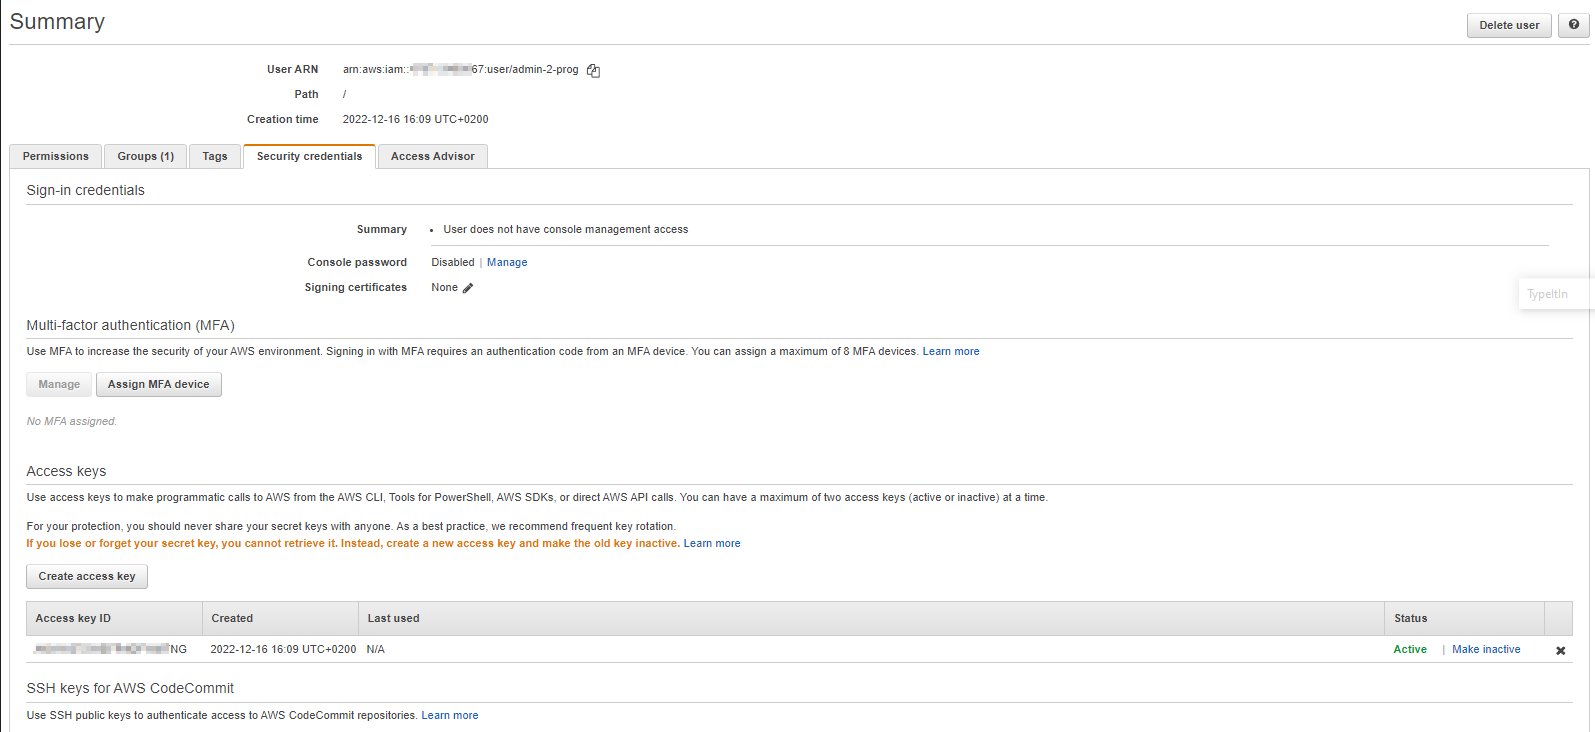 Summary
Delete user
User ARN arn:aws:iam:: 67:user/admin-2-prog
Path /
Creation time 2022-12-16 16:09 UTC+0200
Permissions Groups (1) Tags Security credentials Access Advisor
Sign-in credentials
Summary • User does not have console management access
Console password Disabled | Manage
Signing certificates None
TypeItIn
Multi-factor authentication (MFA)
Use MFA to increase the security of your AWS environment. Signing in with MFA requires an authentication code from an MFA device. You can assign a maximum of 8 MFA devices. Learn more
Manage Assign MFA device
No MFA assigned.
Access keys
Use access keys to make programmatic calls to AWS from the AWS CLI, Tools for PowerShell, AWS SDKs, or direct AWS API calls. You can have a maximum of two access keys (active or inactive) at a time.
For your protection, you should never share your secret keys with anyone. As a best practice, we recommend frequent key rotation.
If you lose or forget your secret key, you cannot retrieve it. Instead, create a new access key and make the old key inactive. Learn more
Create access key
Access key ID Created Last used Status
NG 2022-12-16 16:09 UTC+0200 N/A Active | Make inactive
SSH keys for AWS CodeCommit
Use SSH public keys to authenticate access to AWS CodeCommit repositories. Learn more